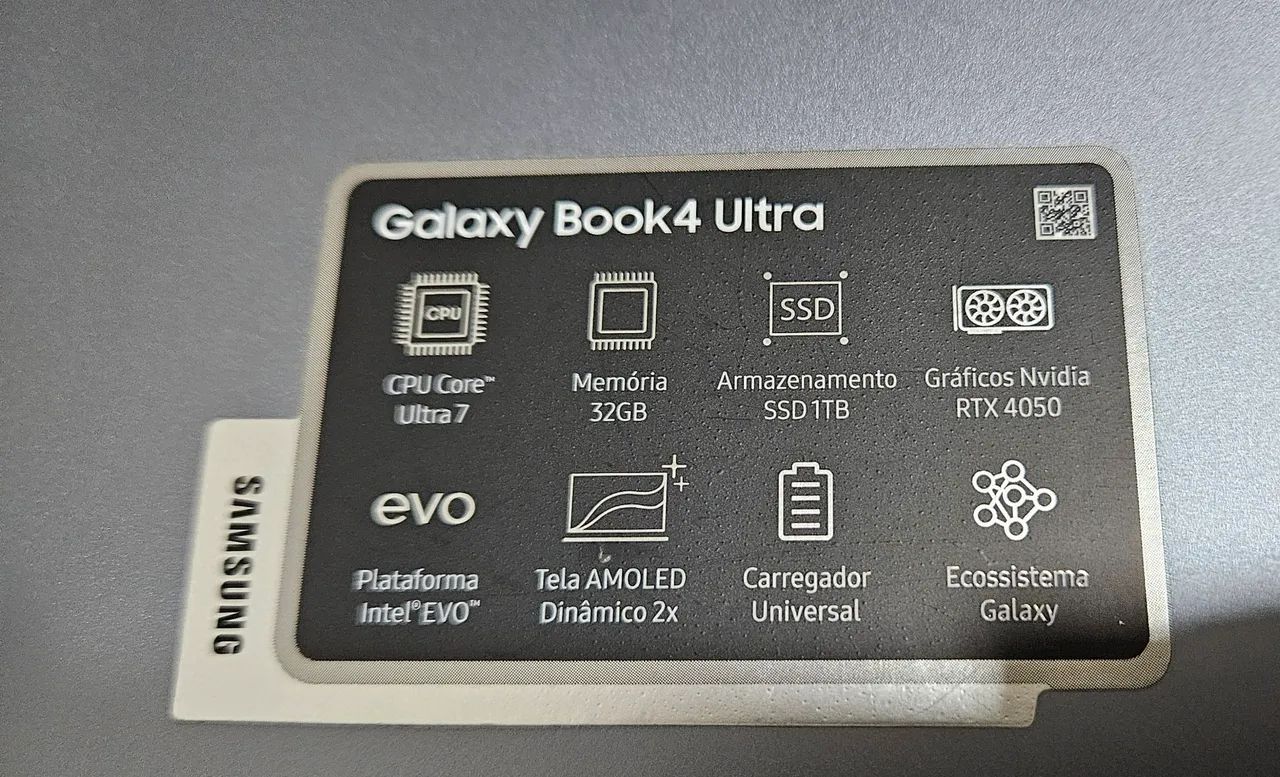 Galaxy Book4 Ultra
CPU
SSD
CPU Core™
Ultra 7
Memória
32GB
Armazenamento
SSD 1TB
Gráficos Nvidia
RTX 4050
evo
Plataforma
Intel® EVO™
Tela AMOLED
Dinâmico 2x
Carregador
Universal
Ecossistema
Galaxy
SAMSUNG